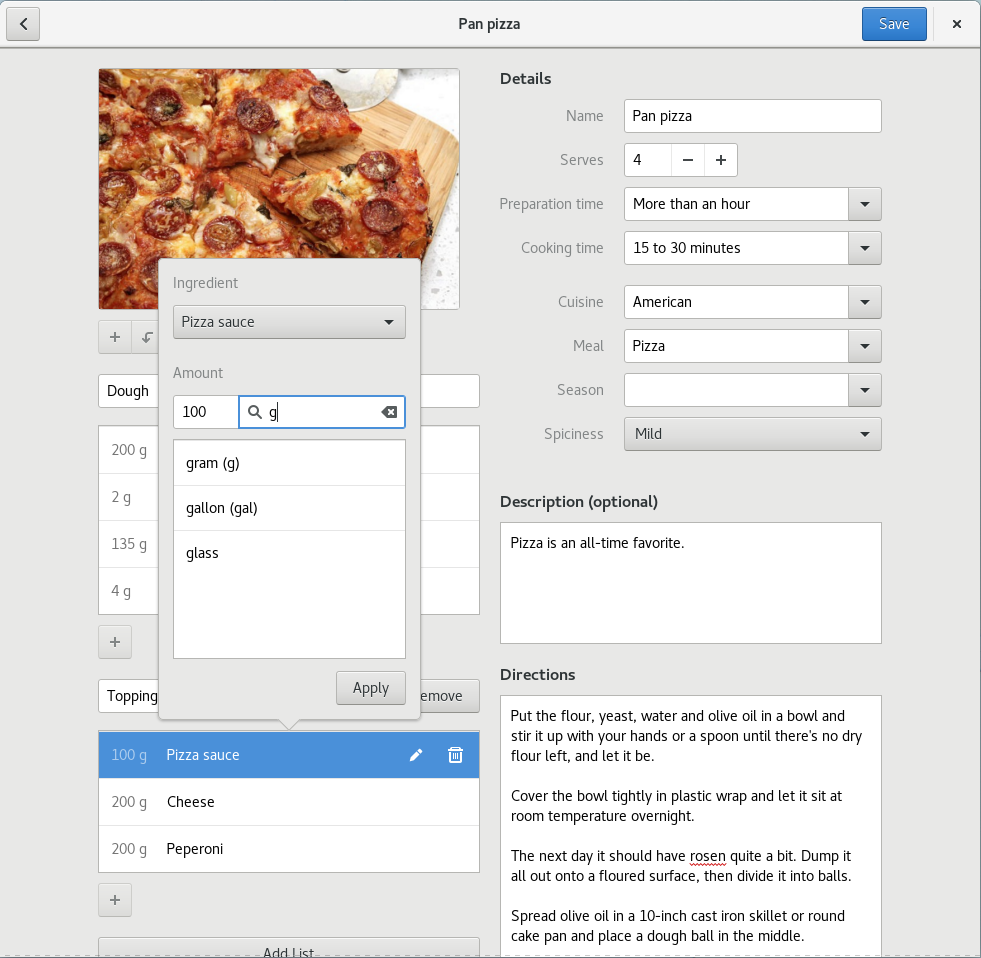 Pan pizza
Save
Ingredient
Pizza sauce
Amount
100
g
gram (g)
gallon (gal)
glass
Apply
Dough
200 g
2 g
135 g
4 g
Topping
emove
100 g Pizza sauce
200 g Cheese
200 g Peperoni
Add List
Details
Name Pan pizza
Serves 4
Preparation time More than an hour
Cooking time 15 to 30 minutes
Cuisine American
Meal Pizza
Season
Spiciness Mild
Description (optional)
Pizza is an all-time favorite.
Directions
Put the flour, yeast, water and olive oil in a bowl and
stir it up with your hands or a spoon until there's no dry
flour left, and let it be.
Cover the bowl tightly in plastic wrap and let it sit at
room temperature overnight.
The next day it should have rosen quite a bit. Dump it
all out onto a floured surface, then divide it into balls.
Spread olive oil in a 10-inch cast iron skillet or round
cake pan and place a dough ball in the middle.